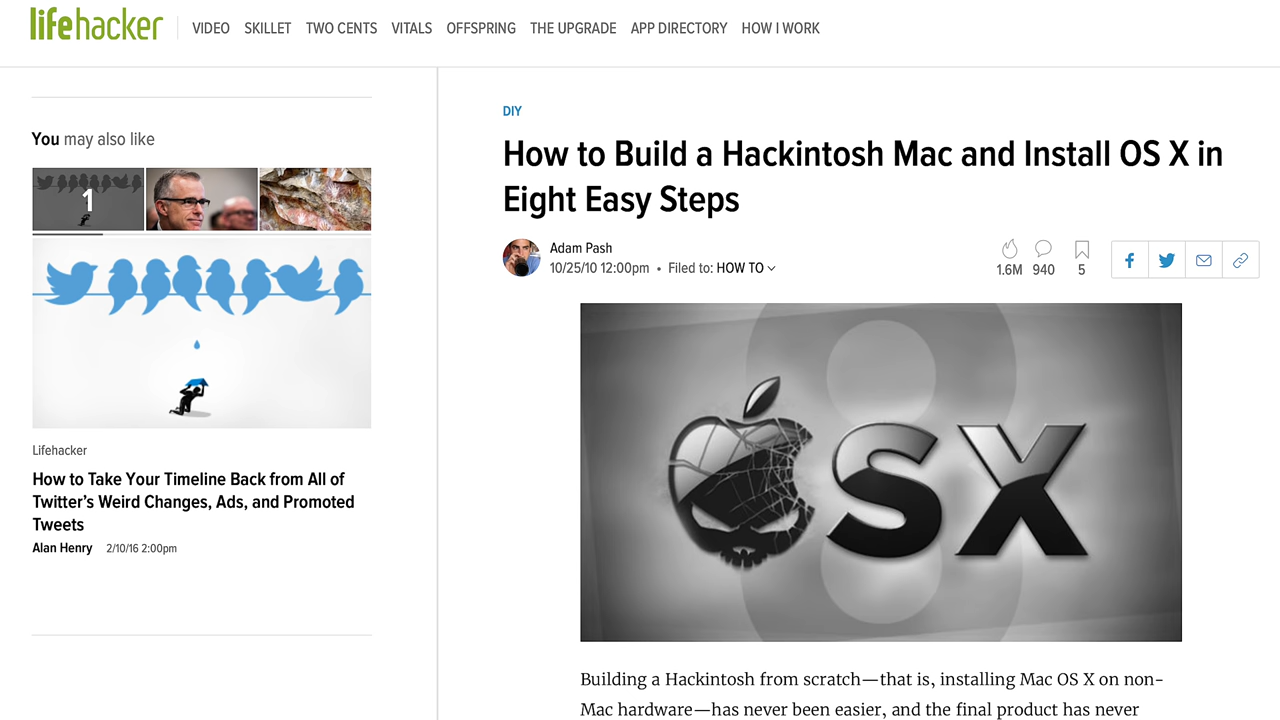 lifehacker
VIDEO SKILLET TWO CENTS VITALS OFFSPRING THE UPGRADE APP DIRECTORY HOW I WORK
You may also like
1
Lifehacker
How to Take Your Timeline Back from All of
Twitter’s Weird Changes, Ads, and Promoted
Tweets
Alan Henry 2/10/16 2:00pm
DIY
How to Build a Hackintosh Mac and Install OS X in
Eight Easy Steps
Adam Pash
10/25/10 12:00pm • Filed to: HOW TO
1.6M 940 5
8
SX
Building a Hackintosh from scratch—that is, installing Mac OS X on non-
Mac hardware—has never been easier, and the final product has never